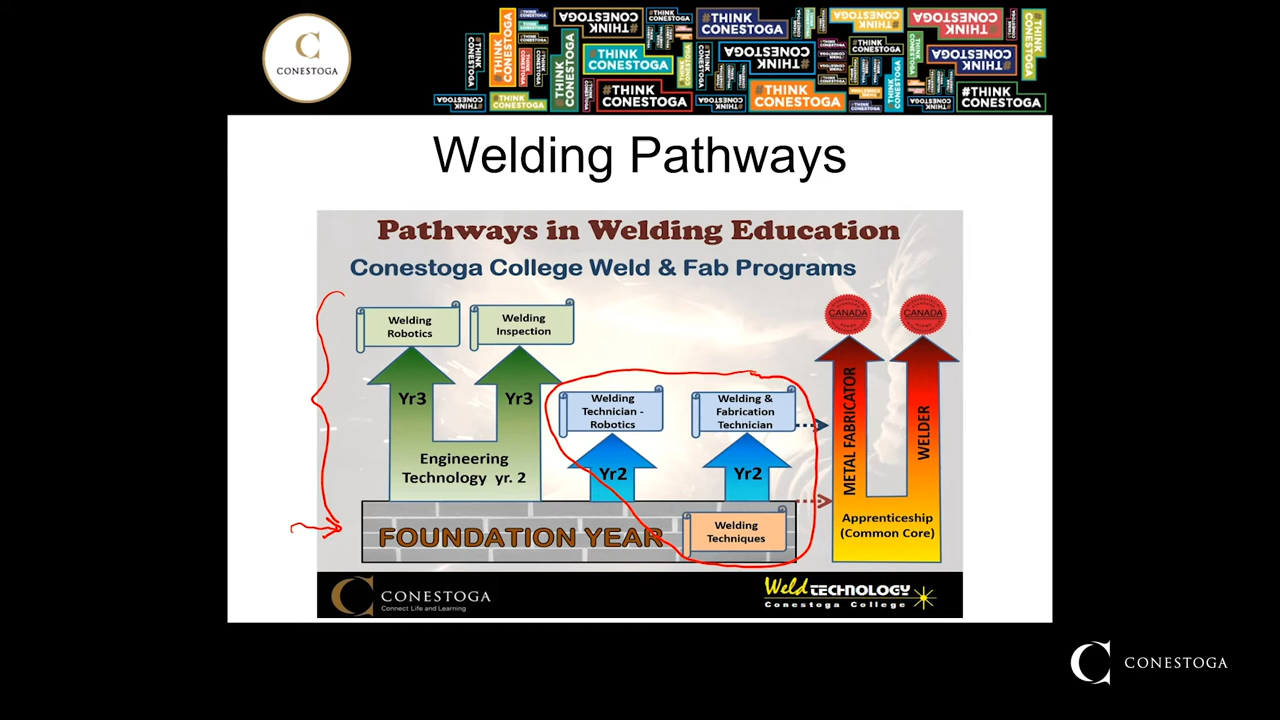 C
CONESTOGA
#THINK
CONESTOGA
Welding Pathways
Pathways in Welding Education
Conestoga College Weld & Fab Programs
Welding
Robotics
Welding
Inspection
CANADA
CANADA
Yr3
Yr3
Welding
Technician -
Robotics
Welding &
Fabrication
Technician
METAL FABRICATOR
WELDER
Engineering
Technology yr. 2
Yr2
Yr2
FOUNDATION YEAR
Welding
Techniques
Apprenticeship
(Common Core)
CONESTOGA
Connect Life and Learning
Weld TECHNOLOGY
Conestoga College
CONESTOGA